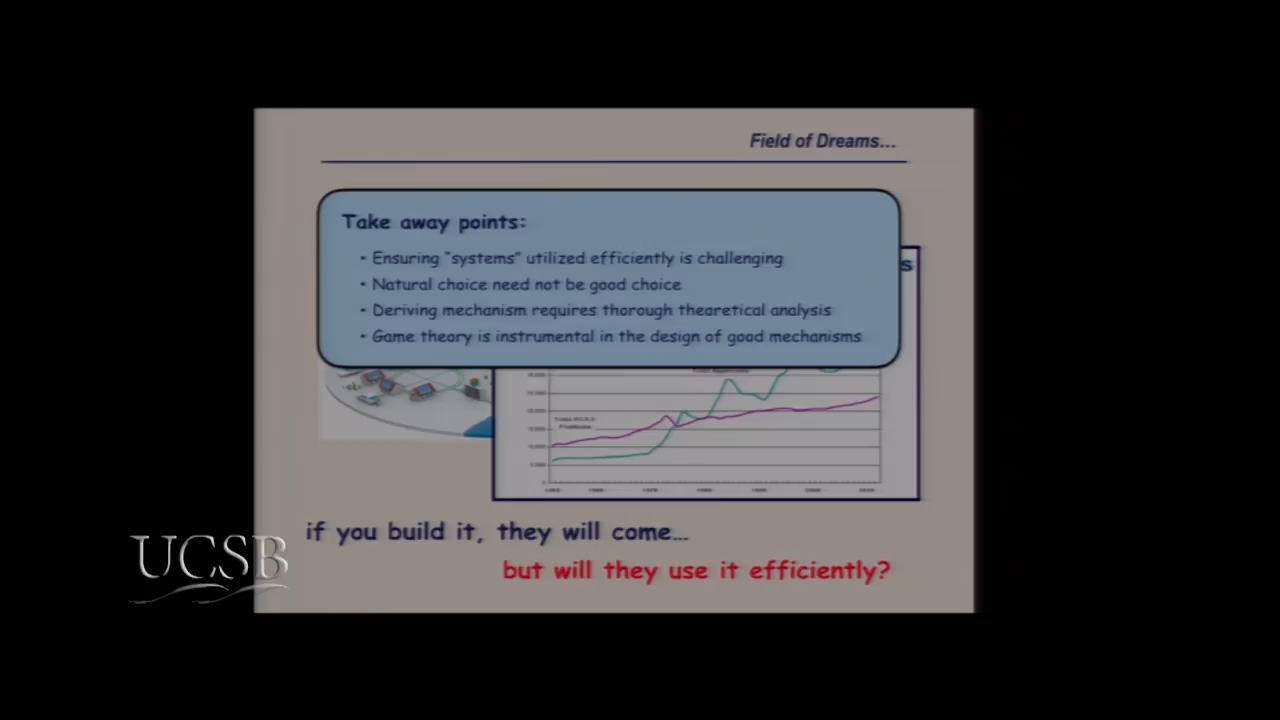 Field of Dreams...
Take away points:
• Ensuring "systems" utilized efficiently is challenging
• Natural choice need not be good choice
• Deriving mechanism requires thorough theoretical analysis
• Game theory is instrumental in the design of good mechanisms
s
if you build it, they will come...
but will they use it efficiently?
UCSB